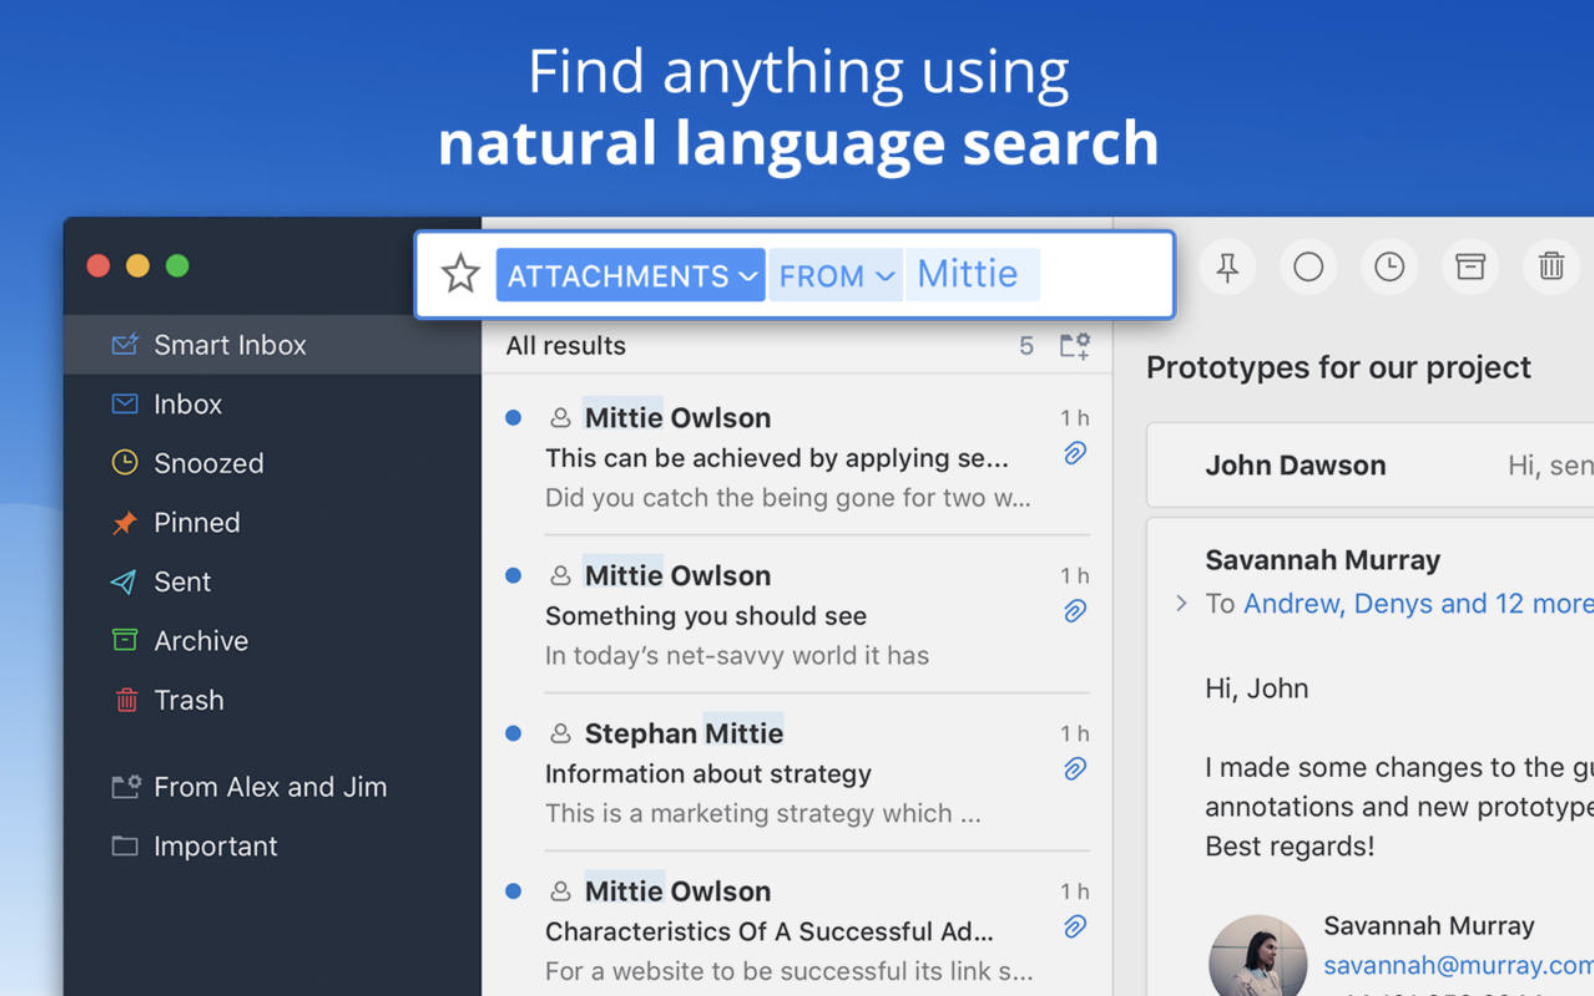 Find anything using
natural language search
ATTACHMENTS FROM Mittie
Smart Inbox
Inbox
Snoozed
Pinned
Sent
Archive
Trash
From Alex and Jim
Important
All results 5
Mittie Owlson 1 h
This can be achieved by applying se...
Did you catch the being gone for two w...
Mittie Owlson 1 h
Something you should see
In today's net-savvy world it has
Stephan Mittie 1 h
Information about strategy
This is a marketing strategy which ...
Mittie Owlson 1 h
Characteristics Of A Successful Ad...
For a website to be successful its link s...
Prototypes for our project
John Dawson Hi, sen
Savannah Murray
To Andrew, Denys and 12 more
Hi, John
I made some changes to the gu
annotations and new prototype
Best regards!
Savannah Murray
savannah@murray.com